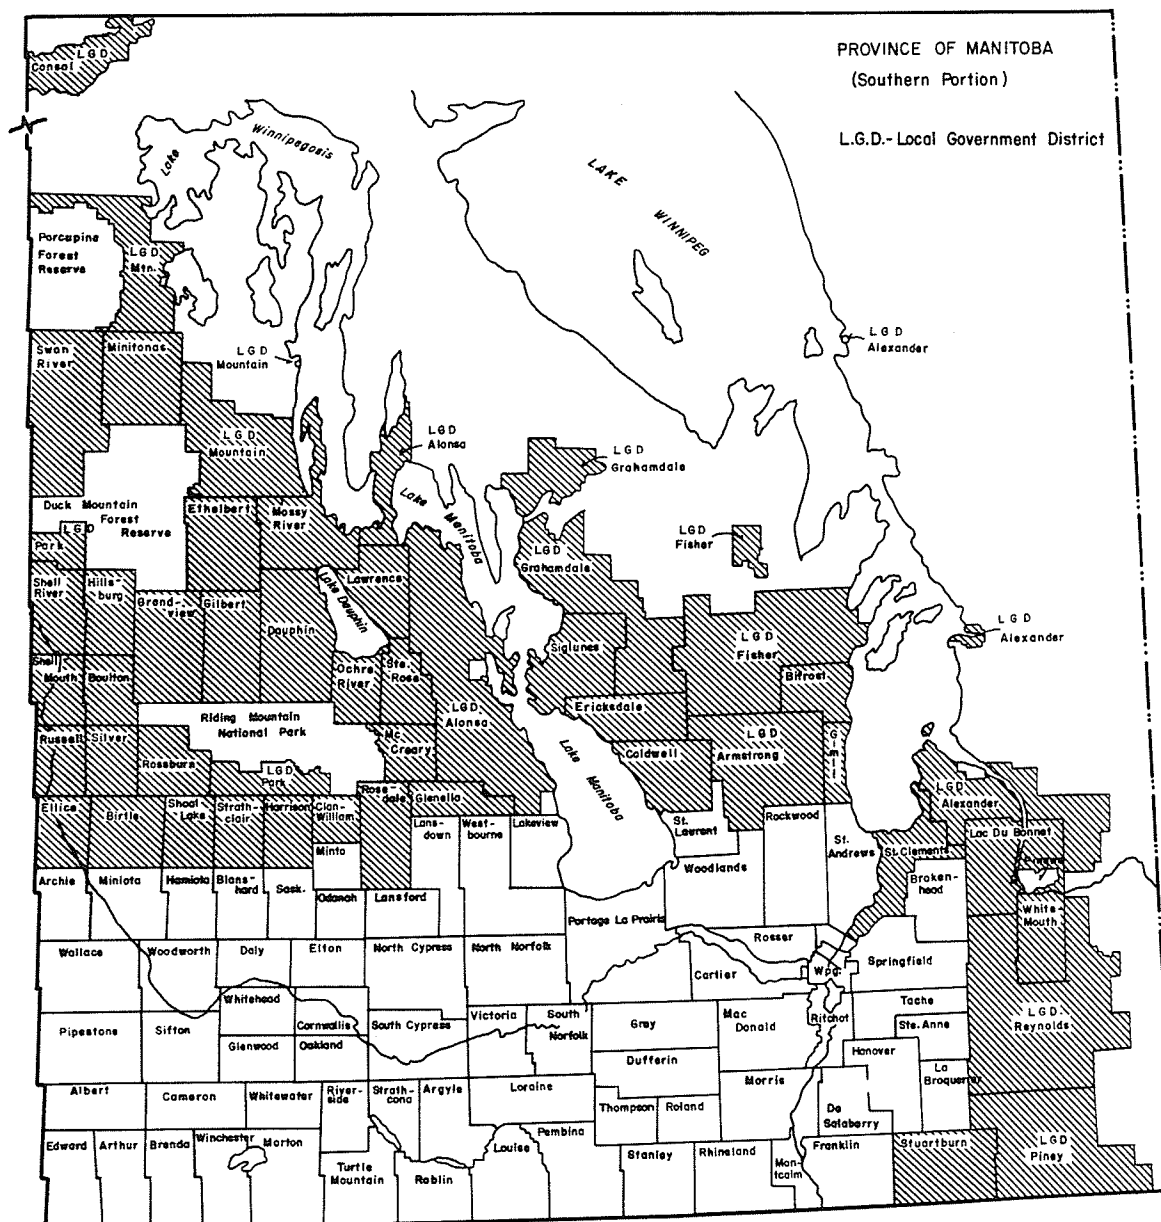 PROVINCE OF MANITOBA
(Southern Portion)
L.G.D.-Local Government District
LGD
Consol
Lake Winnipegosis
LAKE WINNIPEG
Porcupine
Forest
Reserve
LGD
Mtn.
Swan
River
Minitonas
LGD
Mountain
LGD
Alexander
LGD
Mountain
LGD
Alonsa
LGD
Grahamdale
Lake Manitoba
Duck Mountain
Forest
Reserve
LGD
Park
Ethelbert
Mossy
River
LGD
Grahamdale
LGD
Fisher
Shell
River
Hills-
burg
Grand-
view
Gilbert
Dauphin
Lake Dauphin
Lawrence
LGD
Alexander
Siglunes
LGD
Fisher
Bifrost
Shell
Mouth
Boulton
Ochre
River
Ste.
Rose
LGD
Alonsa
Ericksdale
Riding Mountain
National Park
Russell
Silver
Rossburn
Mc
Creary
Lake Manitoba
Coldwell
LGD
Armstrong
Gimli
LGD
Park
Ellice
Birtle
Shoal
Lake
Strath-
clair
Harrison
Clan-
William
Rose-
dale
Glenella
Lans-
down
West-
bourne
Lakeview
St.
Lawrent
Rockwood
St.
Andrews
LGD
Alexander
Lac Du Bonnet
St. Clements
Pinawa
Minto
Woodlands
Broken-
head
Archie
Miniota
Hamiota
Blans-
hard
Sask.
Odanah
Lansford
White-
Mouth
Portage La Prairie
Rosser
Wallace
Woodworth
Daly
Elton
North Cypress
North Norfolk
Cartier
Wpg.
Springfield
Whitehead
Cornwallis
Pipestone
Sifton
Glenwood
Oakland
South Cypress
Victoria
South
Norfolk
Grey
Mac
Donald
Ritchot
Tache
Ste. Anne
LGD
Reynolds
Dufferin
Hanover
La
Broquerie
Albert
Cameron
Whitewater
River-
side
Strath-
cona
Argyle
Loraine
Thompson
Roland
Morris
De
Salaberry
Edward
Arthur
Brenda
Winchester
Morton
Turtle
Mountain
Roblin
Louise
Pembina
Stanley
Rhineland
Mon-
tcalm
Franklin
Stuartburn
LGD
Piney